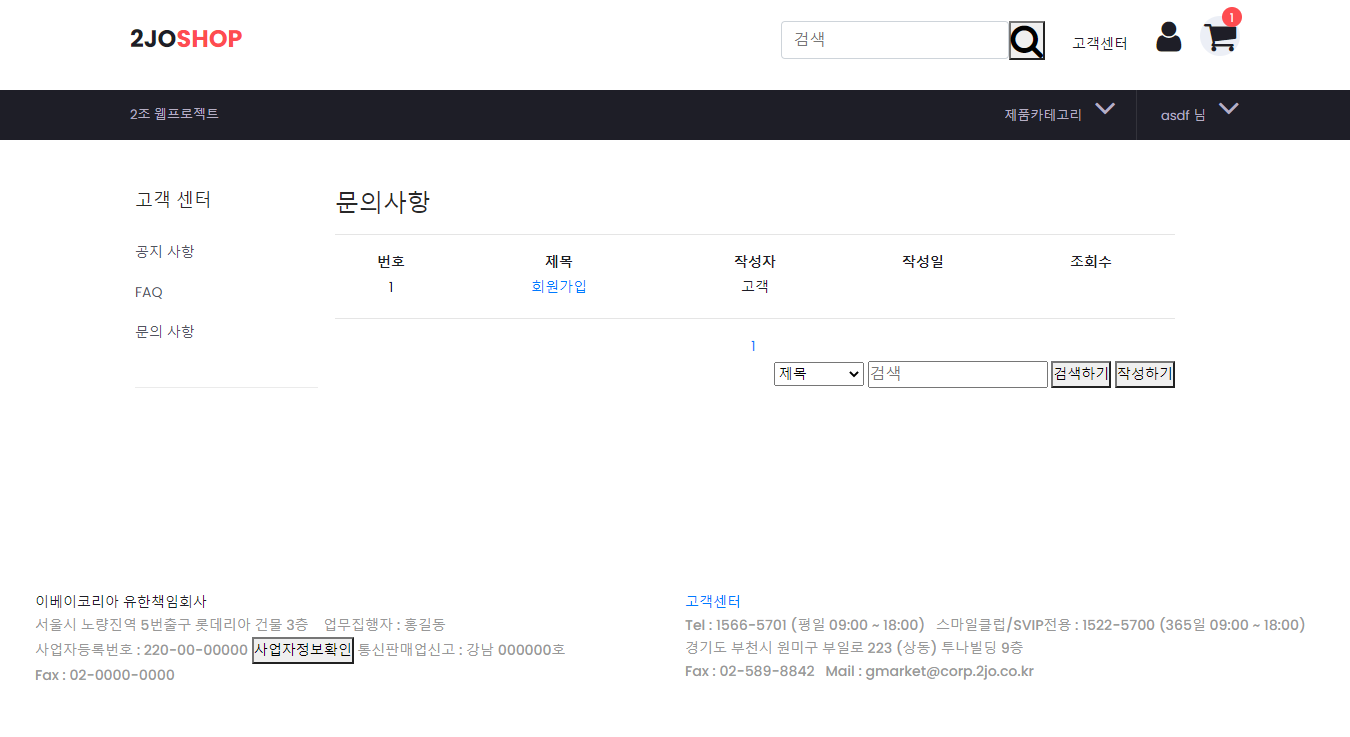 2JOSHOP
검색
고객센터
1
2조 웹프로젝트
제품카테고리
asdf 님
고객 센터
공지 사항
FAQ
문의 사항
문의사항
번호 제목 작성자 작성일 조회수
1 회원가입 고객
1
제목 검색 검색하기 작성하기
이베이코리아 유한책임회사
서울시 노량진역 5번출구 롯데리아 건물 3층 업무집행자 : 홍길동
사업자등록번호 : 220-00-00000 사업자정보확인 통신판매업신고 : 강남 000000호
Fax : 02-0000-0000
고객센터
Tel : 1566-5701 (평일 09:00 ~ 18:00) 스마일클럽/SVIP전용 : 1522-5700 (365일 09:00 ~ 18:00)
경기도 부천시 원미구 부일로 223 (상동) 투나빌딩 9층
Fax : 02-589-8842 Mail : gmarket@corp.2jo.co.kr